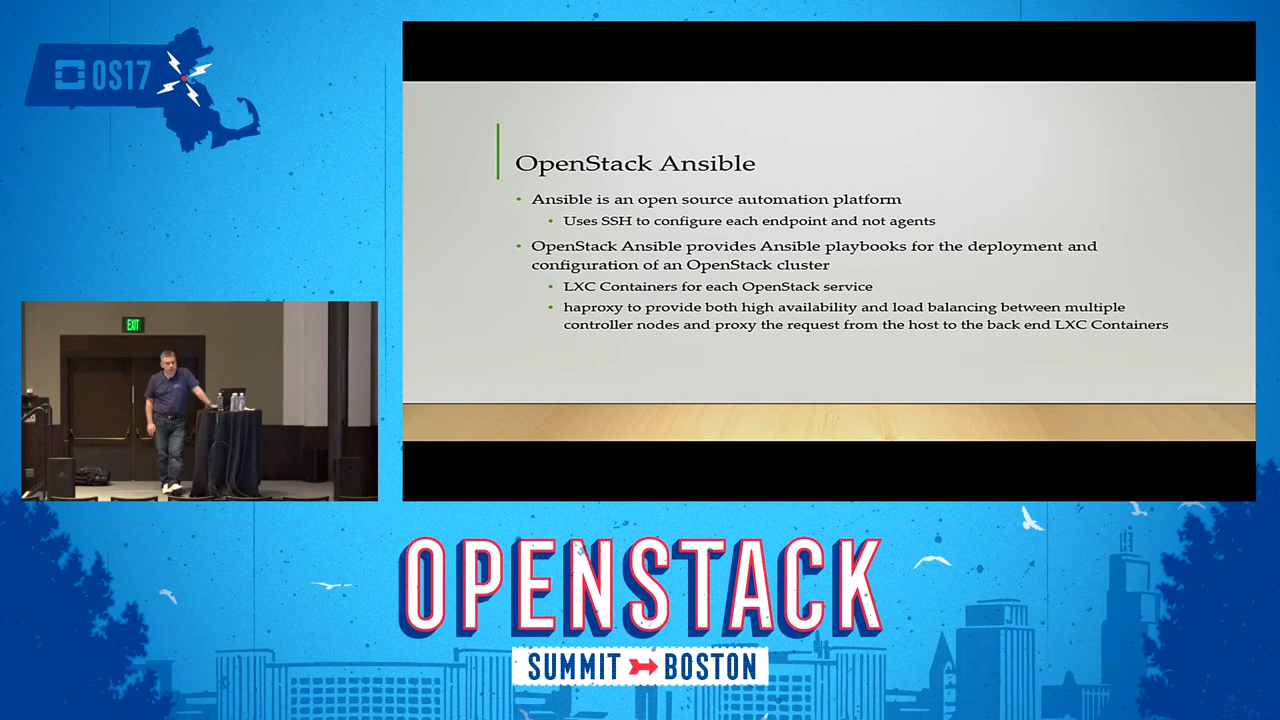 OS17
OpenStack Ansible
• Ansible is an open source automation platform
• Uses SSH to configure each endpoint and not agents
• OpenStack Ansible provides Ansible playbooks for the deployment and
configuration of an OpenStack cluster
• LXC Containers for each OpenStack service
• haproxy to provide both high availability and load balancing between multiple
controller nodes and proxy the request from the host to the back end LXC Containers
EXIT
OPENSTACK
SUMMIT BOSTON